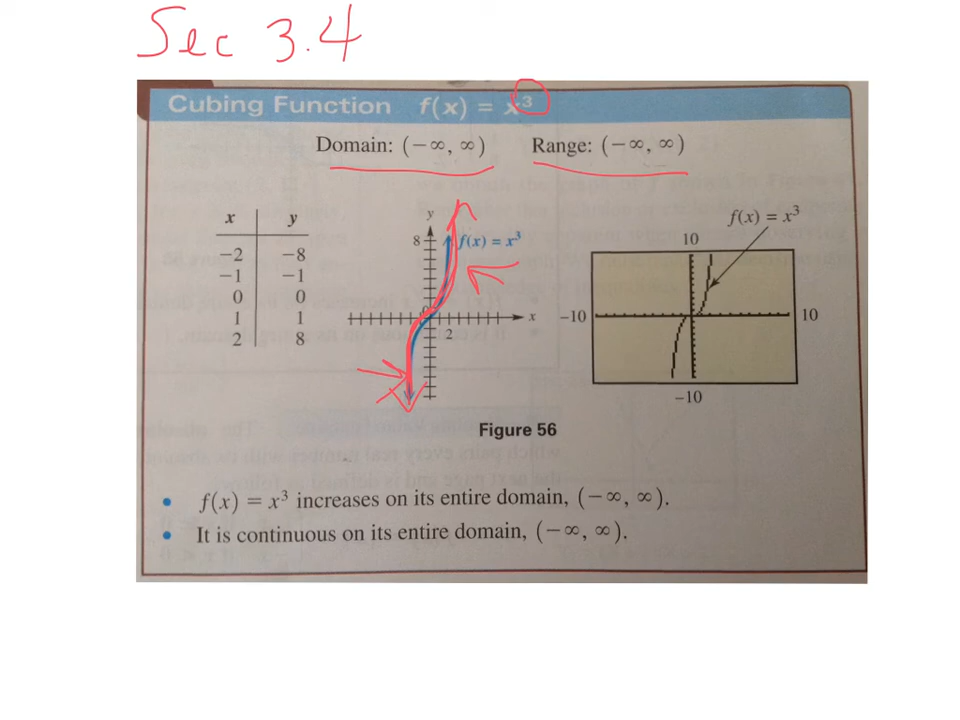 Sec 3.4
Cubing Function f(x) = x³
Domain: (−∞, ∞) Range: (−∞, ∞)
x y
−2 −8
−1 −1
0 0
1 1
2 8
y
8
f(x) = x³
0
x
2
f(x) = x³
10
−10
10
−10
Figure 56
• f(x) = x³ increases on its entire domain, (−∞, ∞).
• It is continuous on its entire domain, (−∞, ∞).